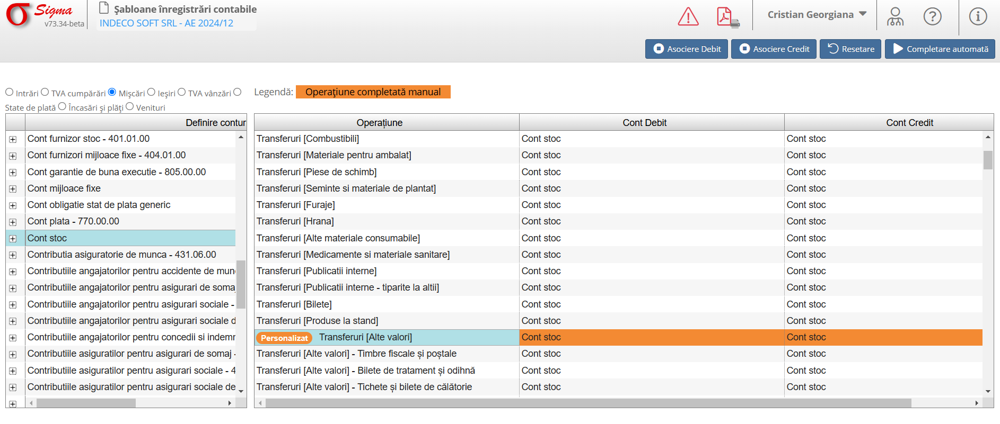 σ Sigma
v73.34-beta
Şabloane înregistrări contabile
INDECO SOFT SRL - AE 2024/12
Cristian Georgiana
Asociere Debit
Asociere Credit
Resetare
Completare automată
Intrări TVA cumpărări Mişcări Ieşiri TVA vânzări
State de plată Încasări şi plăţi Venituri
Legendă: Operaţiune completată manual
Definire contur
Cont furnizor stoc - 401.01.00
Cont furnizori mijloace fixe - 404.01.00
Cont garantie de buna executie - 805.00.00
Cont mijloace fixe
Cont obligatie stat de plata generic
Cont plata - 770.00.00
Cont stoc
Contributia asiguratorie de munca - 431.06.00
Contributiile angajatorilor pentru accidente de mun
Contributiile angajatorilor pentru asigurari de somaj
Contributiile angajatorilor pentru asigurari sociale -
Contributiile angajatorilor pentru asigurari sociale d
Contributiile angajatorilor pentru concedii si indemn
Contributiile asiguratilor pentru asigurari de somaj -
Contributiile asiguratilor pentru asigurari sociale - 4
Contributiile asiguratilor pentru asigurari sociale de
Operațiune Cont Debit Cont Credit
Transferuri [Combustibili] Cont stoc Cont stoc
Transferuri [Materiale pentru ambalat] Cont stoc Cont stoc
Transferuri [Piese de schimb] Cont stoc Cont stoc
Transferuri [Seminte si materiale de plantat] Cont stoc Cont stoc
Transferuri [Furaje] Cont stoc Cont stoc
Transferuri [Hrana] Cont stoc Cont stoc
Transferuri [Alte materiale consumabile] Cont stoc Cont stoc
Transferuri [Medicamente si materiale sanitare] Cont stoc Cont stoc
Transferuri [Publicatii interne] Cont stoc Cont stoc
Transferuri [Publicatii interne - tiparite la altii] Cont stoc Cont stoc
Transferuri [Bilete] Cont stoc Cont stoc
Transferuri [Produse la stand] Cont stoc Cont stoc
Personalizat Transferuri [Alte valori] Cont stoc Cont stoc
Transferuri [Alte valori] - Timbre fiscale și poștale Cont stoc Cont stoc
Transferuri [Alte valori] - Bilete de tratament și odihnă Cont stoc Cont stoc
Transferuri [Alte valori] - Tichete și bilete de călătorie Cont stoc Cont stoc